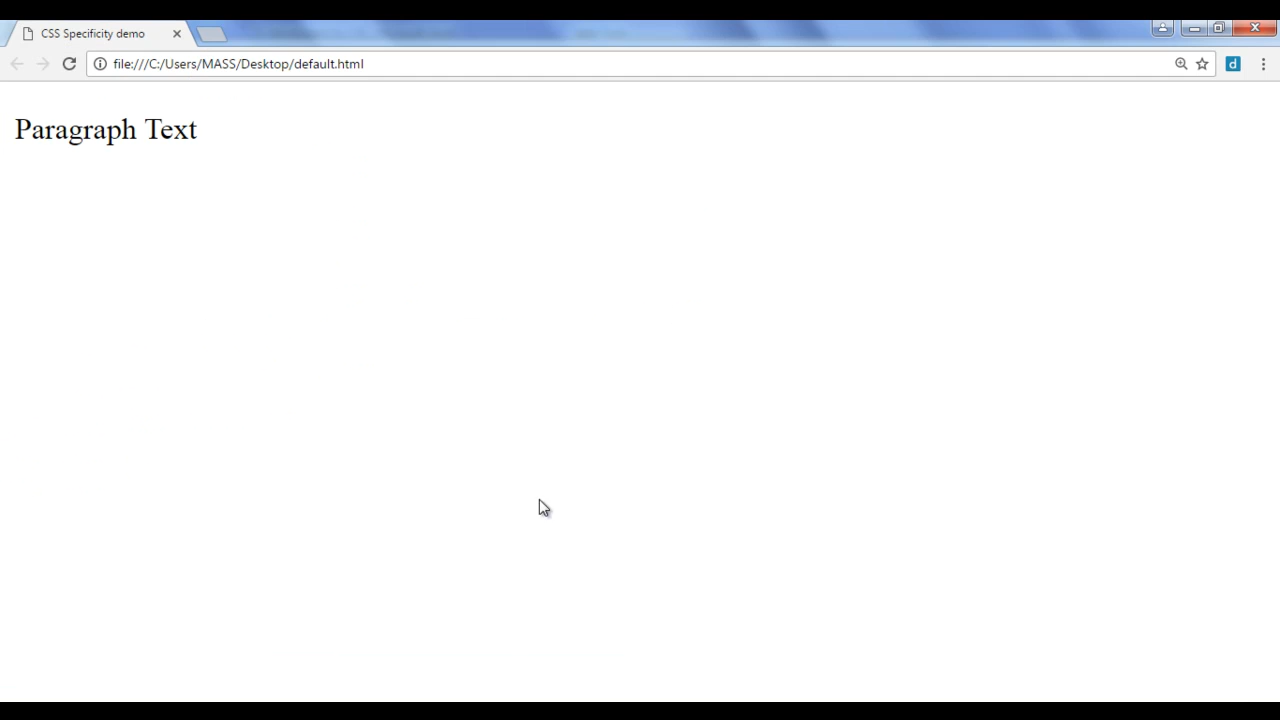 CSS Specificity demo
file:///C:/Users/MASS/Desktop/default.html
d
Paragraph Text